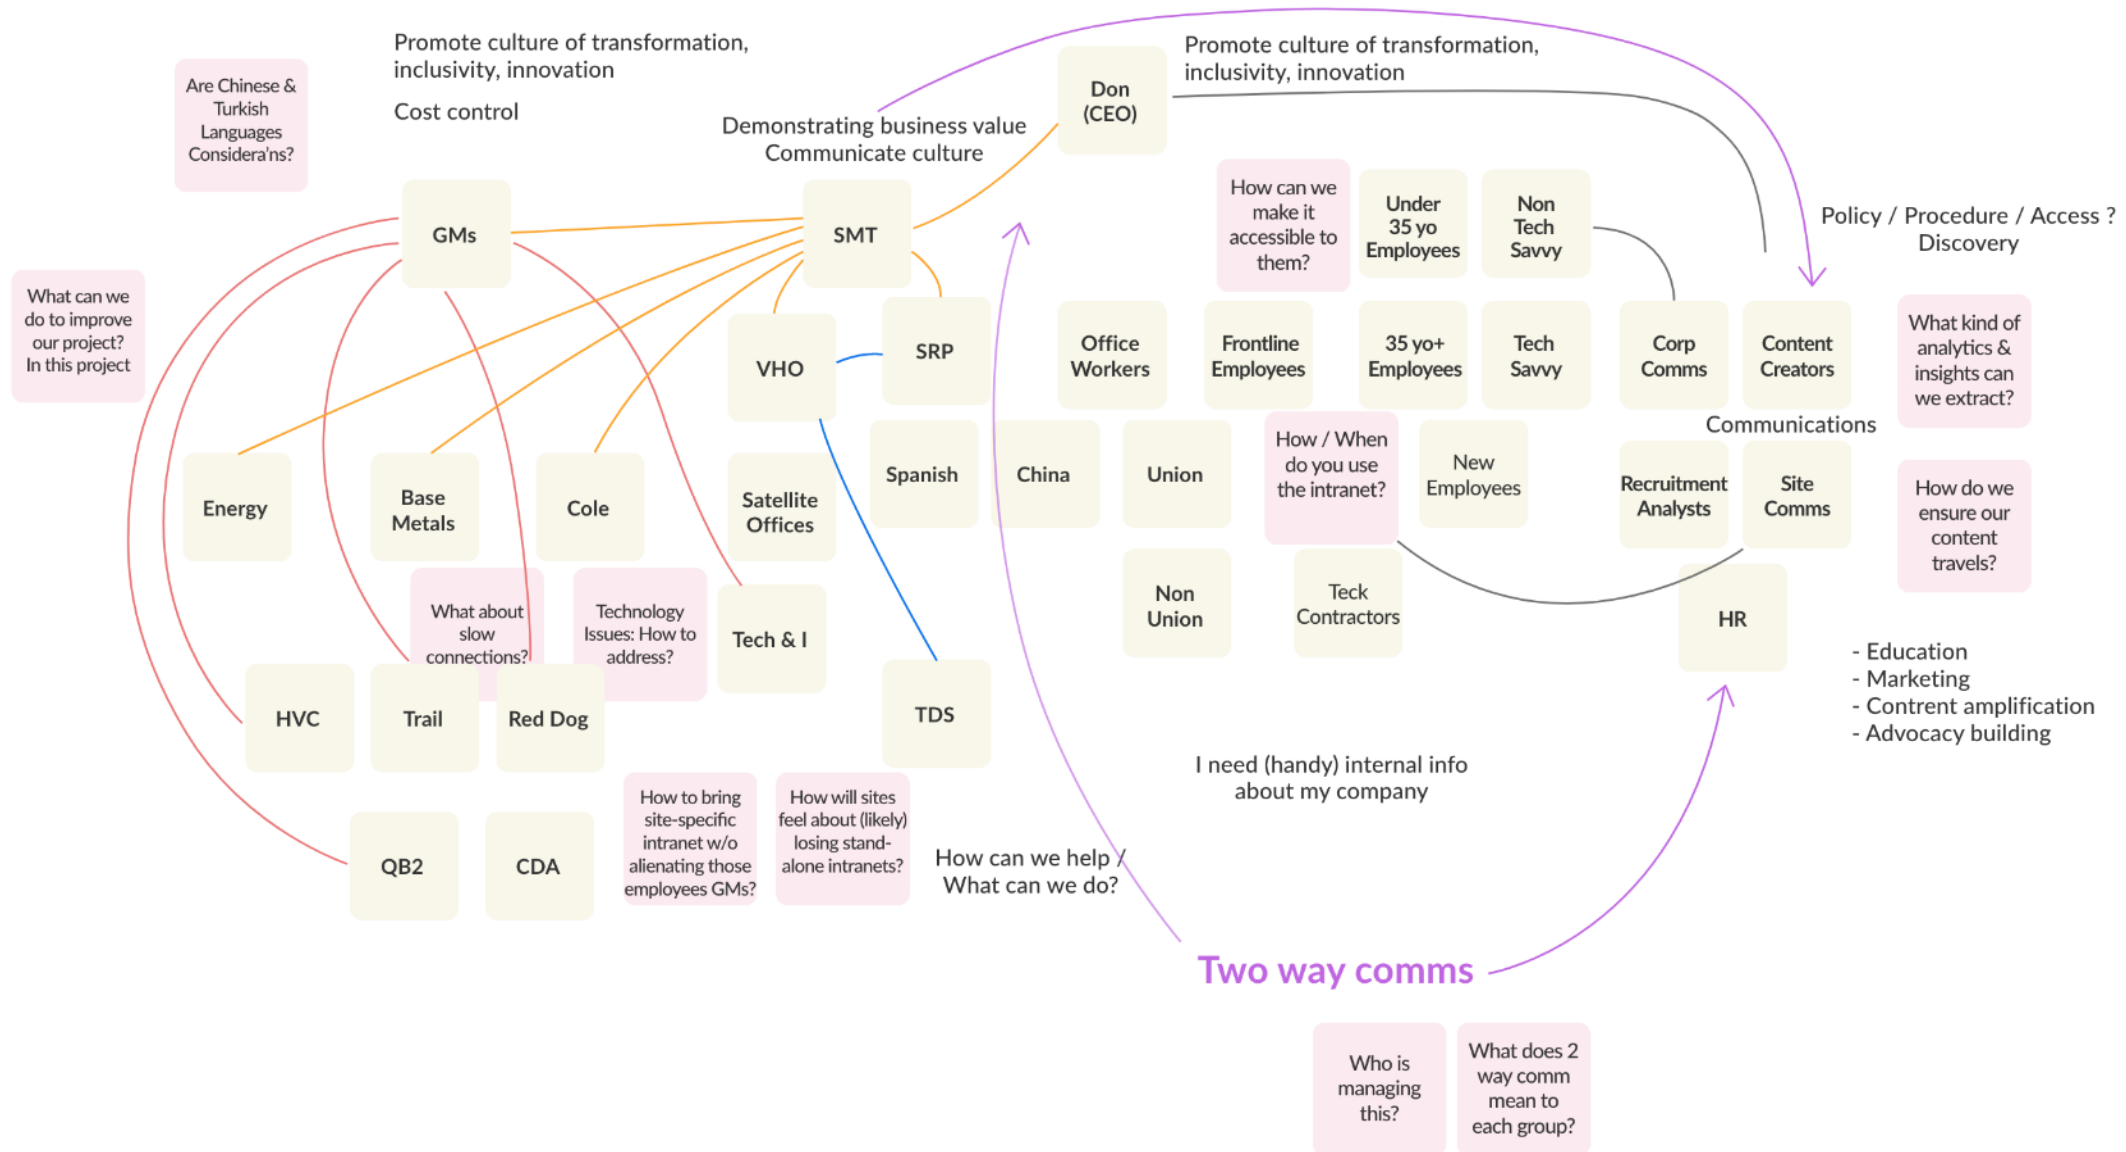 Promote culture of transformation,
inclusivity, innovation
Cost control
Are Chinese &
Turkish
Languages
Considera'ns?
Demonstrating business value
Communicate culture
Don
(CEO)
Promote culture of transformation,
inclusivity, innovation
GMs
SMT
How can we
make it
accessible to
them?
Under
35 yo
Employees
Non
Tech
Savvy
Policy / Procedure / Access ?
Discovery
What can we
do to improve
our project?
In this project
VHO
SRP
Office
Workers
Frontline
Employees
35 yo+
Employees
Tech
Savvy
Corp
Comms
Content
Creators
What kind of
analytics &
insights can
we extract?
Communications
Energy
Base
Metals
Cole
Satellite
Offices
Spanish
China
Union
How / When
do you use
the intranet?
New
Employees
Recruitment
Analysts
Site
Comms
How do we
ensure our
content
travels?
What about
slow
connections?
Technology
Issues: How to
address?
Tech & I
Non
Union
Teck
Contractors
HR
- Education
- Marketing
- Contrent amplification
- Advocacy building
HVC
Trail
Red Dog
TDS
I need (handy) internal info
about my company
QB2
CDA
How to bring
site-specific
intranet w/o
alienating those
employees GMs?
How will sites
feel about (likely)
losing stand-
alone intranets?
How can we help /
What can we do?
Two way comms
Who is
managing
this?
What does 2
way comm
mean to
each group?